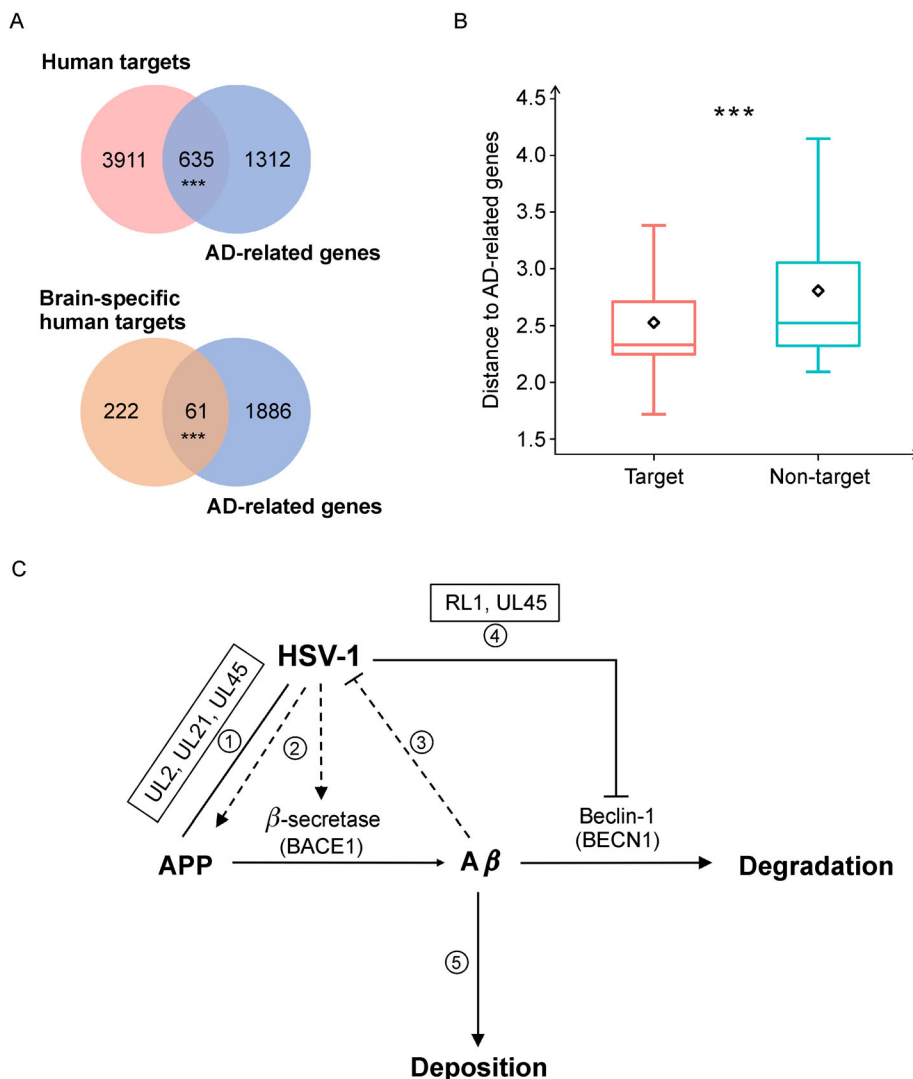 A
Human targets
3911
635
1312
***
AD-related genes
Brain-specific
human targets
222
61
1886
***
AD-related genes
B
Distance to AD-related genes
4.5
4.0
3.5
3.0
2.5
2.0
1.5
***
Target
Non-target
C
RL1, UL45
④
HSV-1
UL2, UL21, UL45
①
②
③
β-secretase
(BACE1)
Beclin-1
(BECN1)
APP
Aβ
Degradation
⑤
Deposition